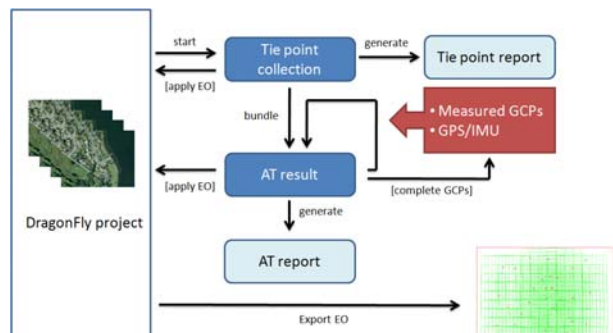 start
Tie point
collection
generate
Tie point report
[apply EO]
bundle
• Measured GCPs
• GPS/IMU
AT result
[apply EO]
[complete GCPs]
generate
DragonFly project
AT report
Export EO